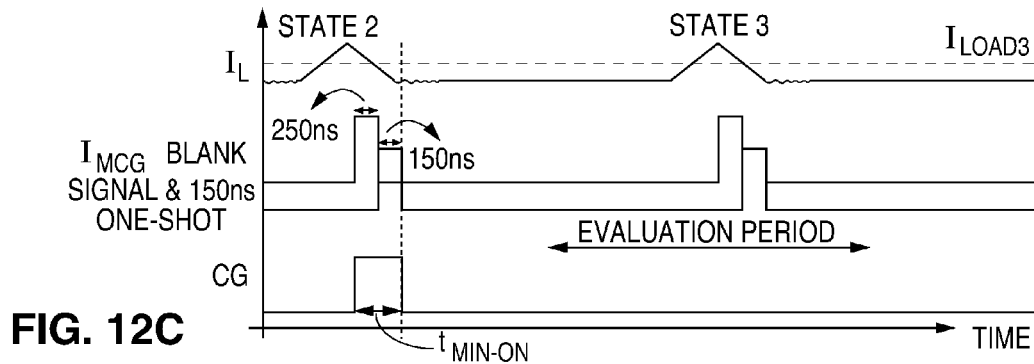 STATE 2
STATE 3
I_LOAD3
I_L
250ns
150ns
I_MCG BLANK
SIGNAL & 150ns
ONE-SHOT
EVALUATION PERIOD
CG
FIG. 12C
t_MIN-ON
TIME